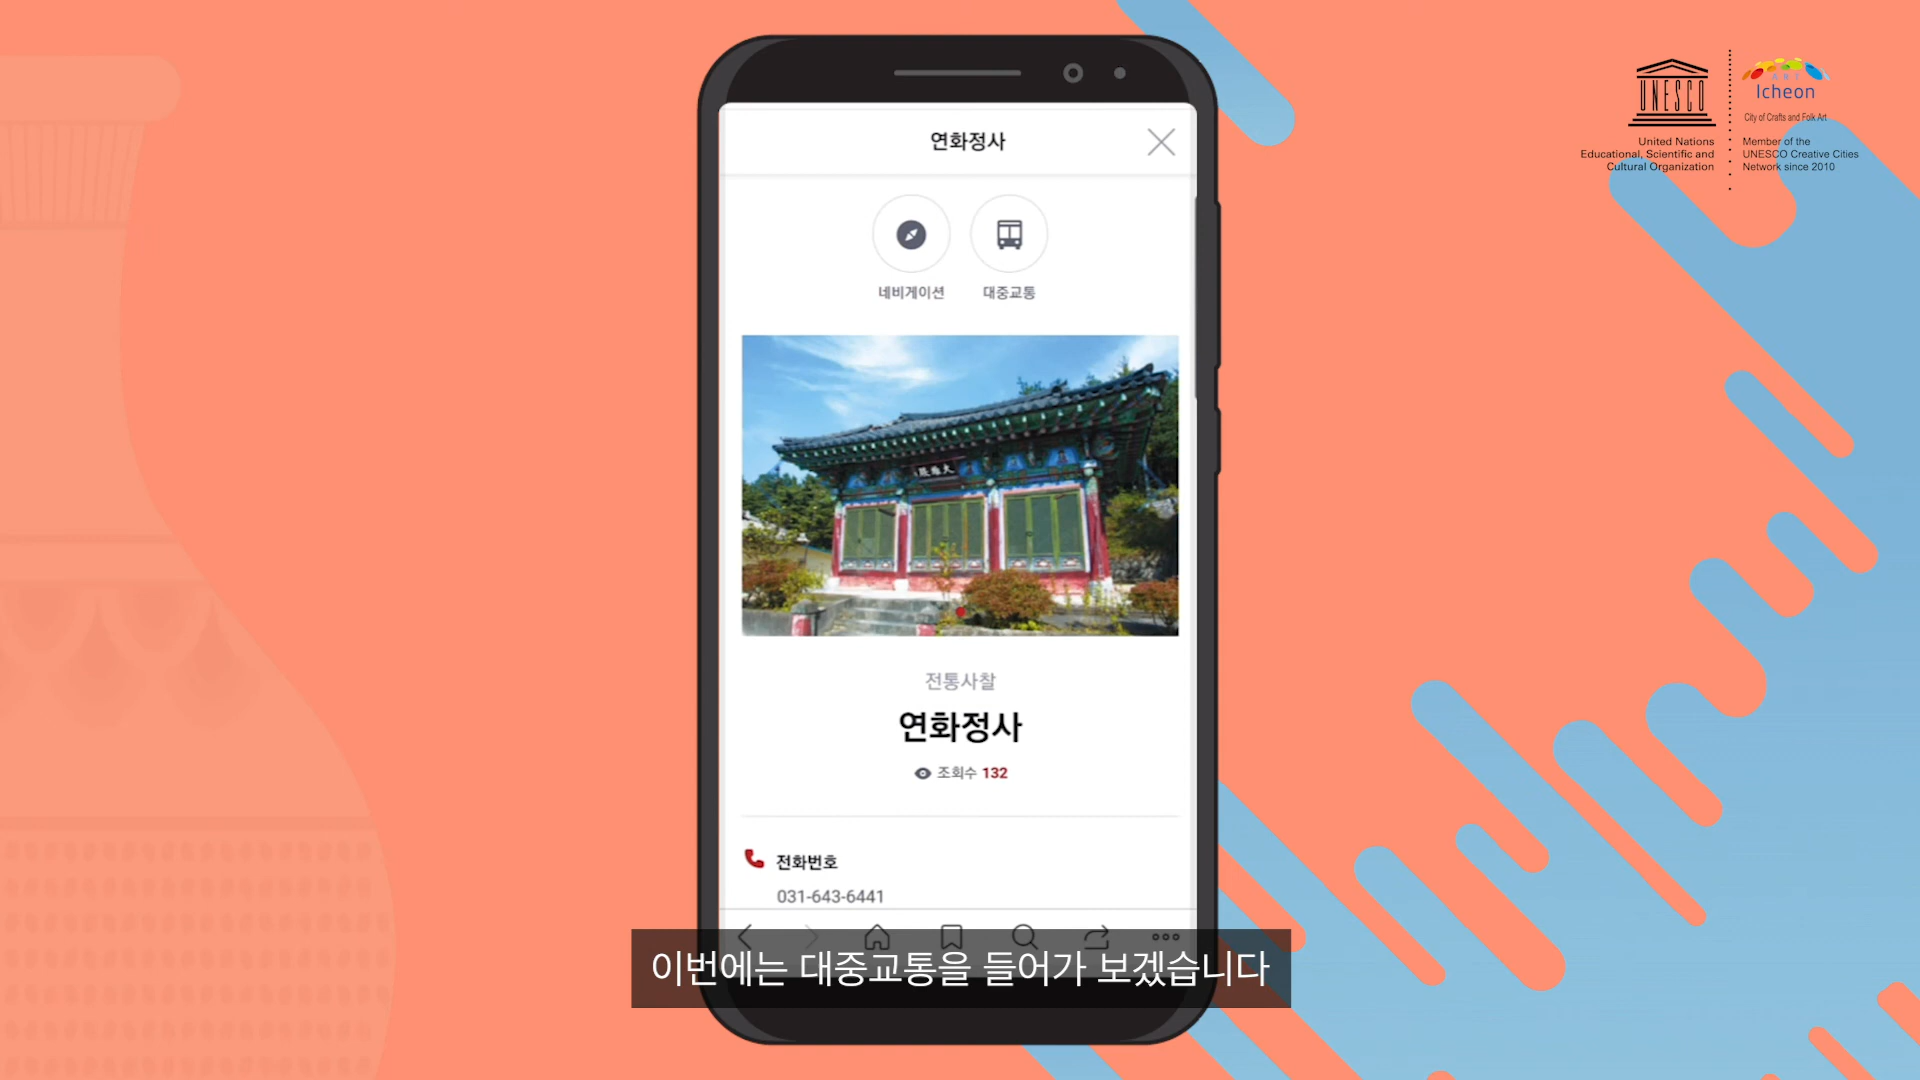 연화정사
네비게이션
대중교통
전통사찰
연화정사
조회수 132
전화번호
031-643-6441
이번에는 대중교통을 들어가 보겠습니다
UNESCO
United Nations
Educational, Scientific and
Cultural Organization
ART
Icheon
City of Crafts and Folk Art
Member of the
UNESCO Creative Cities
Network since 2010